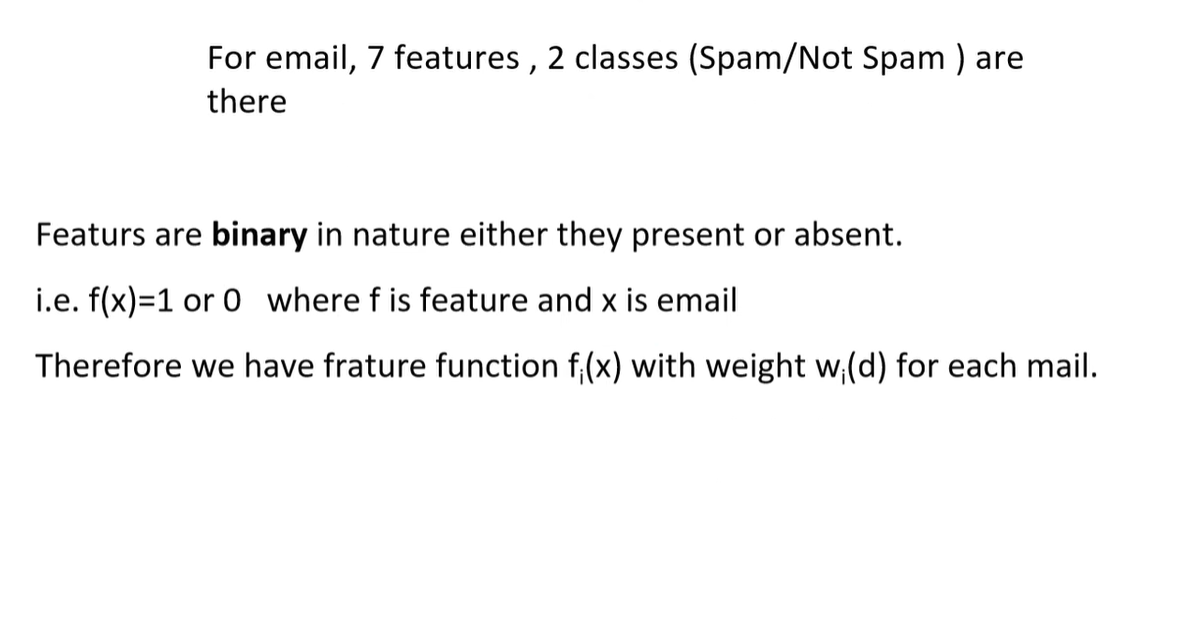 For email, 7 features , 2 classes (Spam/Not Spam ) are
there
Featurs are binary in nature either they present or absent.
i.e. f(x)=1 or 0 where f is feature and x is email
Therefore we have frature function fᵢ(x) with weight wᵢ(d) for each mail.